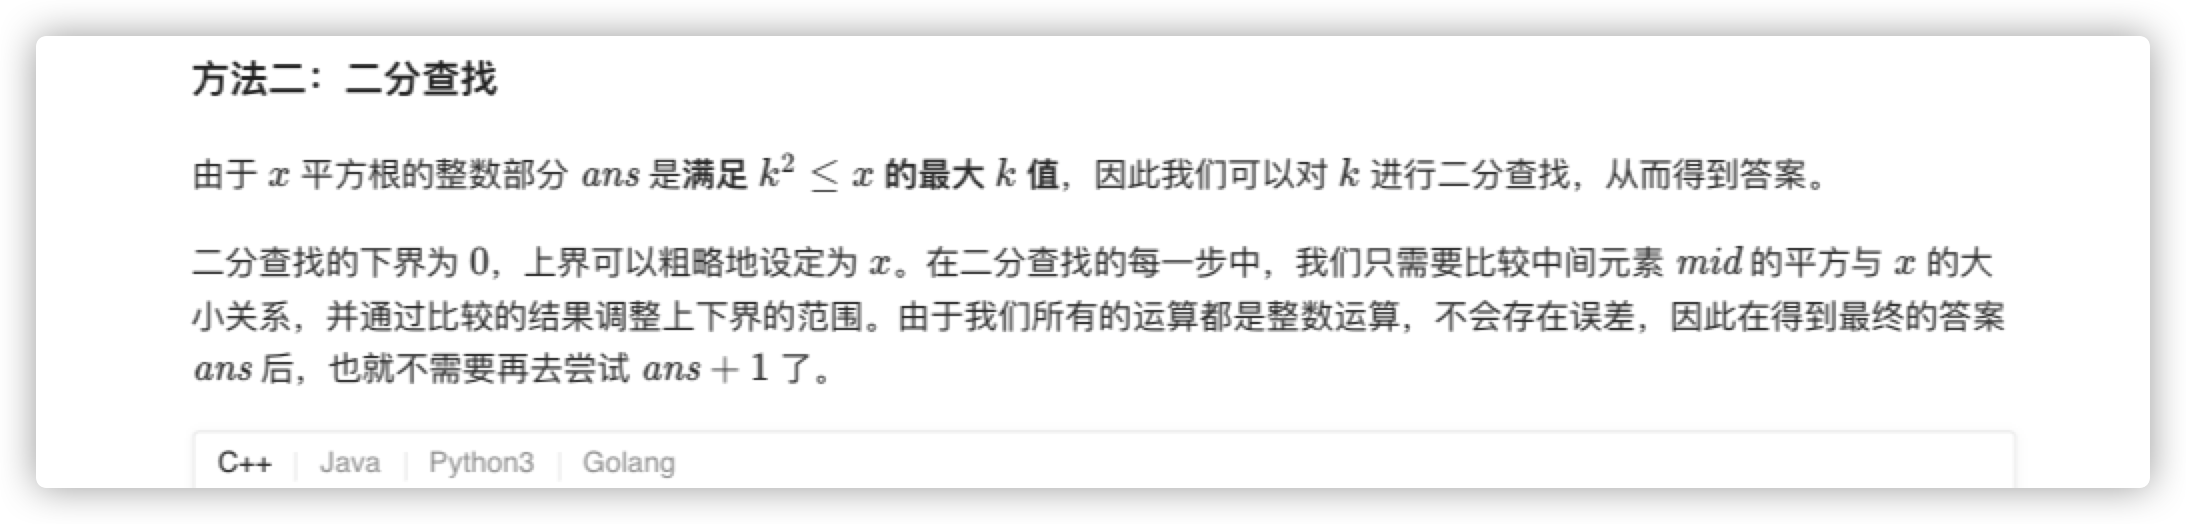 方法二：二分查找
由于 x 平方根的整数部分 ans 是满足 k² ≤ x 的最大 k 值，因此我们可以对 k 进行二分查找，从而得到答案。
二分查找的下界为 0，上界可以粗略地设定为 x。在二分查找的每一步中，我们只需要比较中间元素 mid 的平方与 x 的大
小关系，并通过比较的结果调整上下界的范围。由于我们所有的运算都是整数运算，不会存在误差，因此在得到最终的答案
ans 后，也就不需要再去尝试 ans + 1 了。
C++ Java Python3 Golang